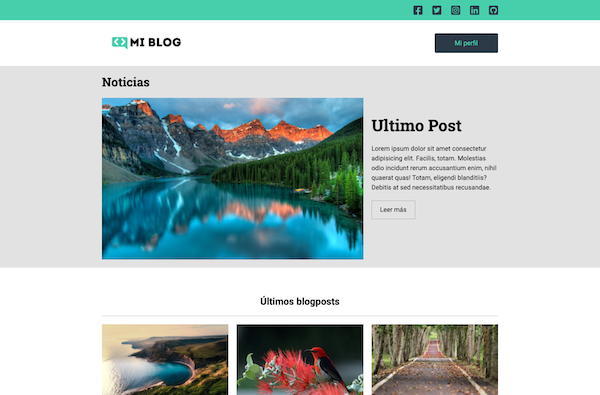 MI BLOG
Mi perfil
Noticias
Ultimo Post
Lorem ipsum dolor sit amet consectetur
adipisicing elit. Facilis, totam. Molestias
odio incidunt rerum accusantium enim, nihil
quaerat quas! Totam, eligendi blanditiis?
Debitis at sed necessitatibus recusandae.
Leer más
Últimos blogposts